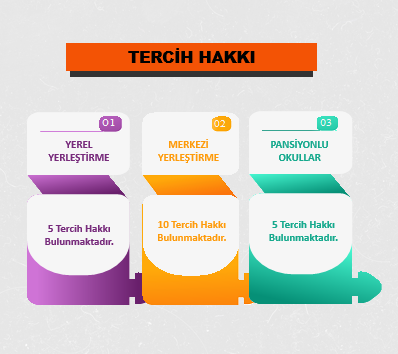 TERCİH HAKKI
01
YEREL
YERLEŞTİRME
5 Tercih Hakkı
Bulunmaktadır.
02
MERKEZİ
YERLEŞTİRME
10 Tercih Hakkı
Bulunmaktadır.
03
PANSİYONLU
OKULLAR
5 Tercih Hakkı
Bulunmaktadır.